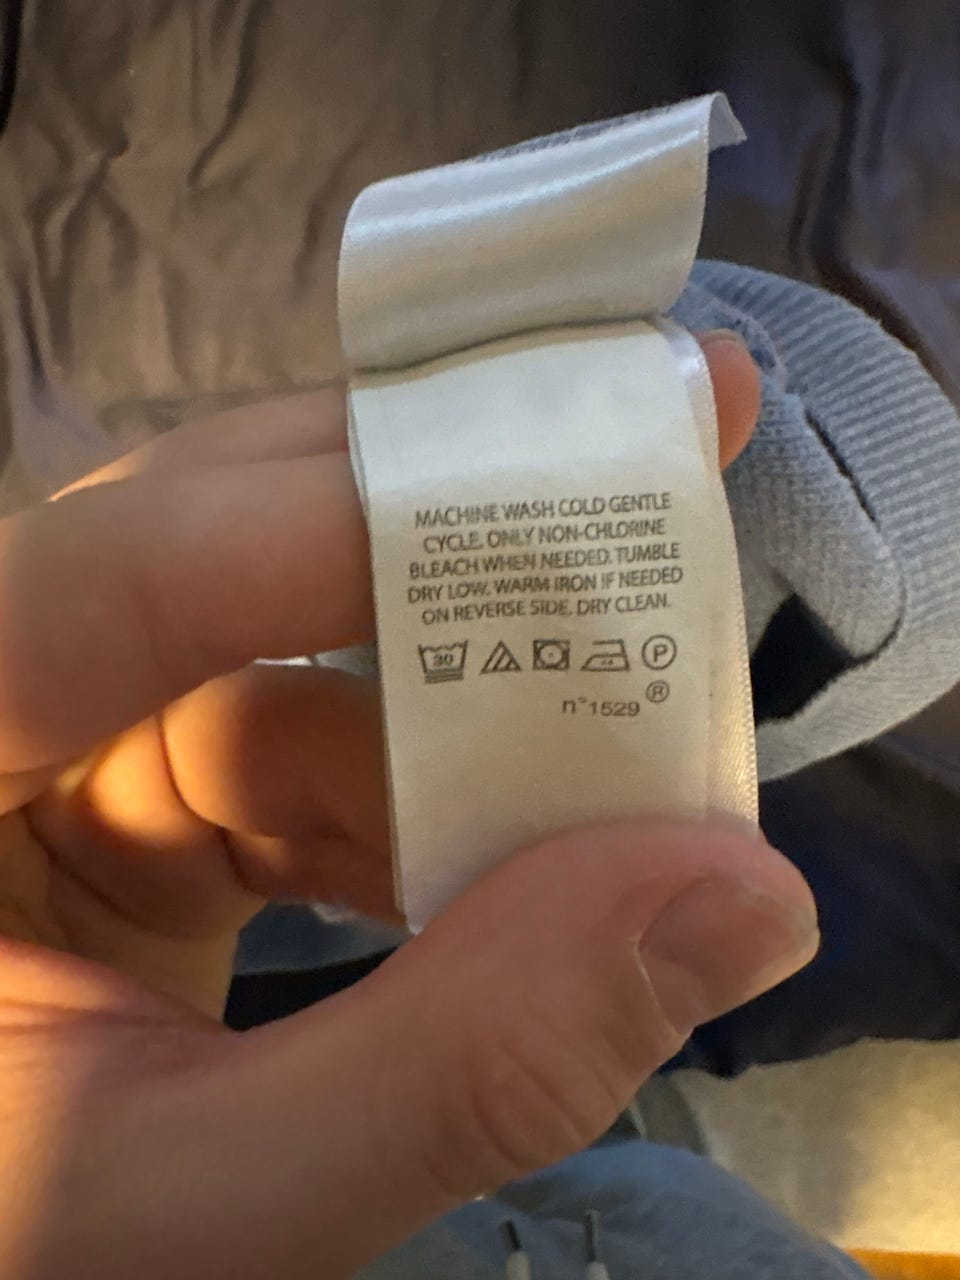 MACHINE WASH COLD GENTLE
CYCLE. ONLY NON-CHLORINE
BLEACH WHEN NEEDED. TUMBLE
DRY LOW. WARM IRON IF NEEDED
ON REVERSE SIDE. DRY CLEAN.
30 P
®
n°1529